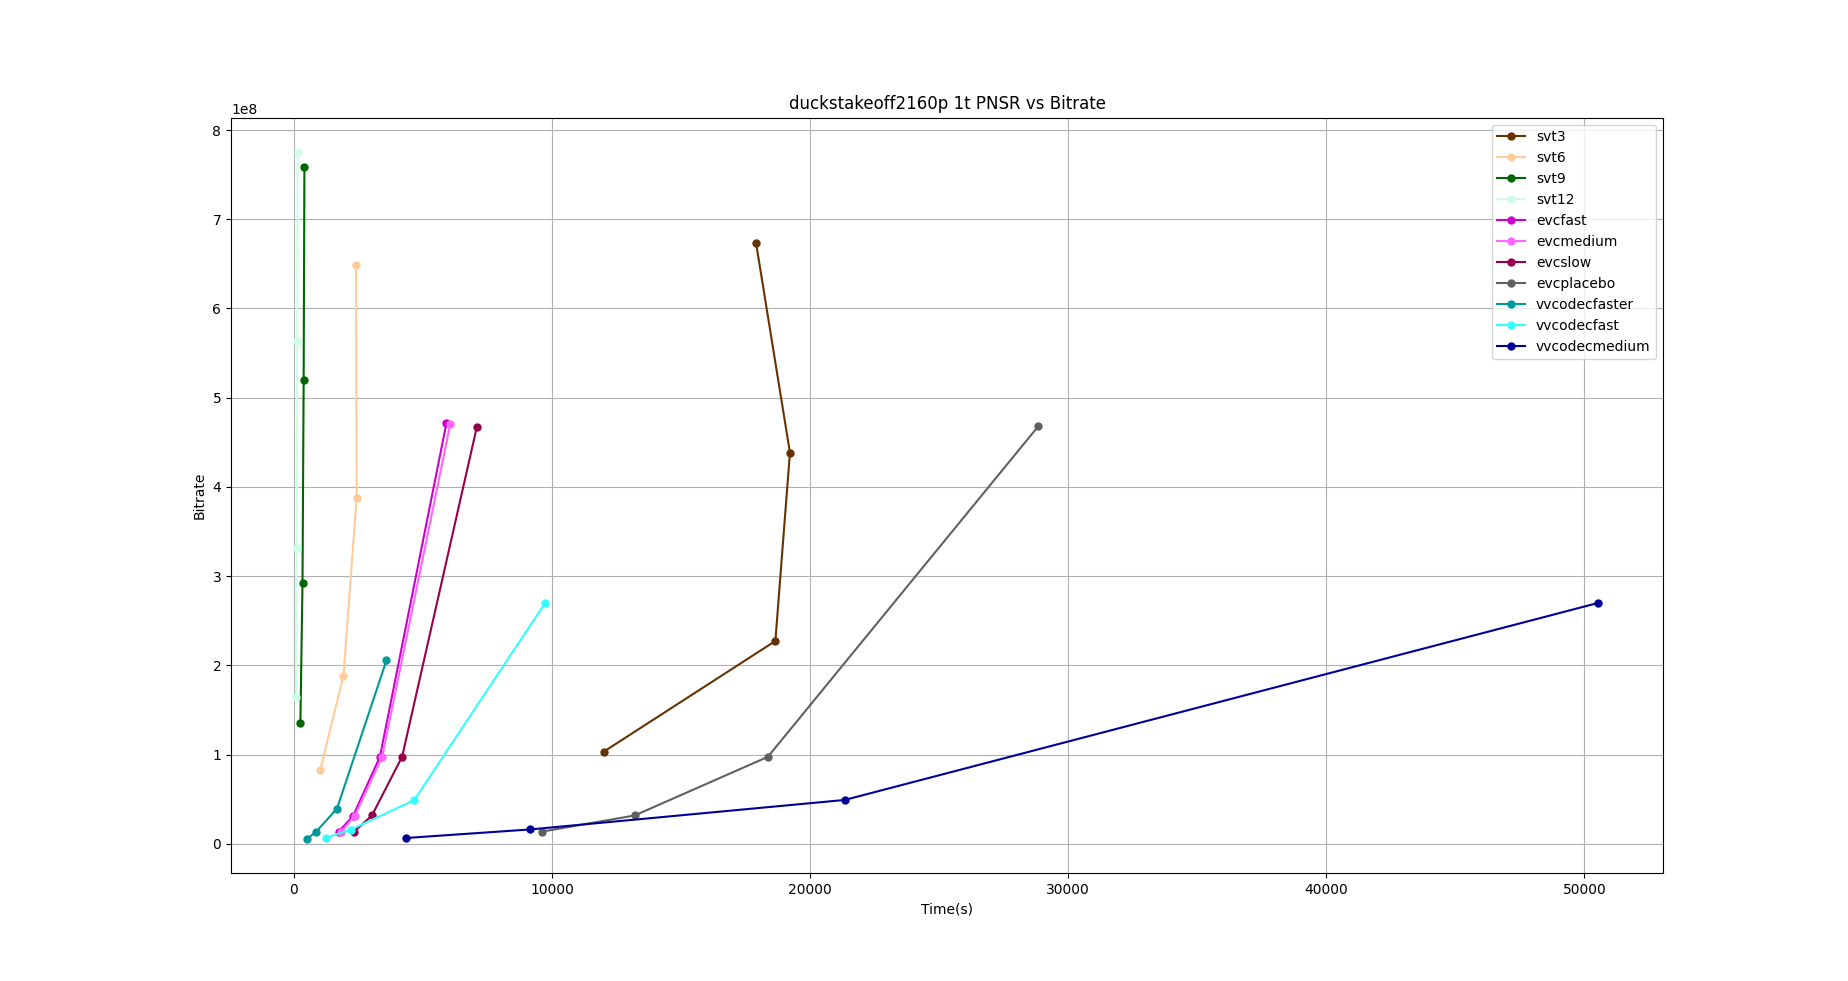 duckstakeoff2160p 1t PNSR vs Bitrate
1e8
8
7
6
5
4
3
2
1
0
Bitrate
0 10000 20000 30000 40000 50000
Time(s)
svt3
svt6
svt9
svt12
evcfast
evcmedium
evcslow
evcplacebo
vvcodecfaster
vvcodecfast
vvcodecmedium